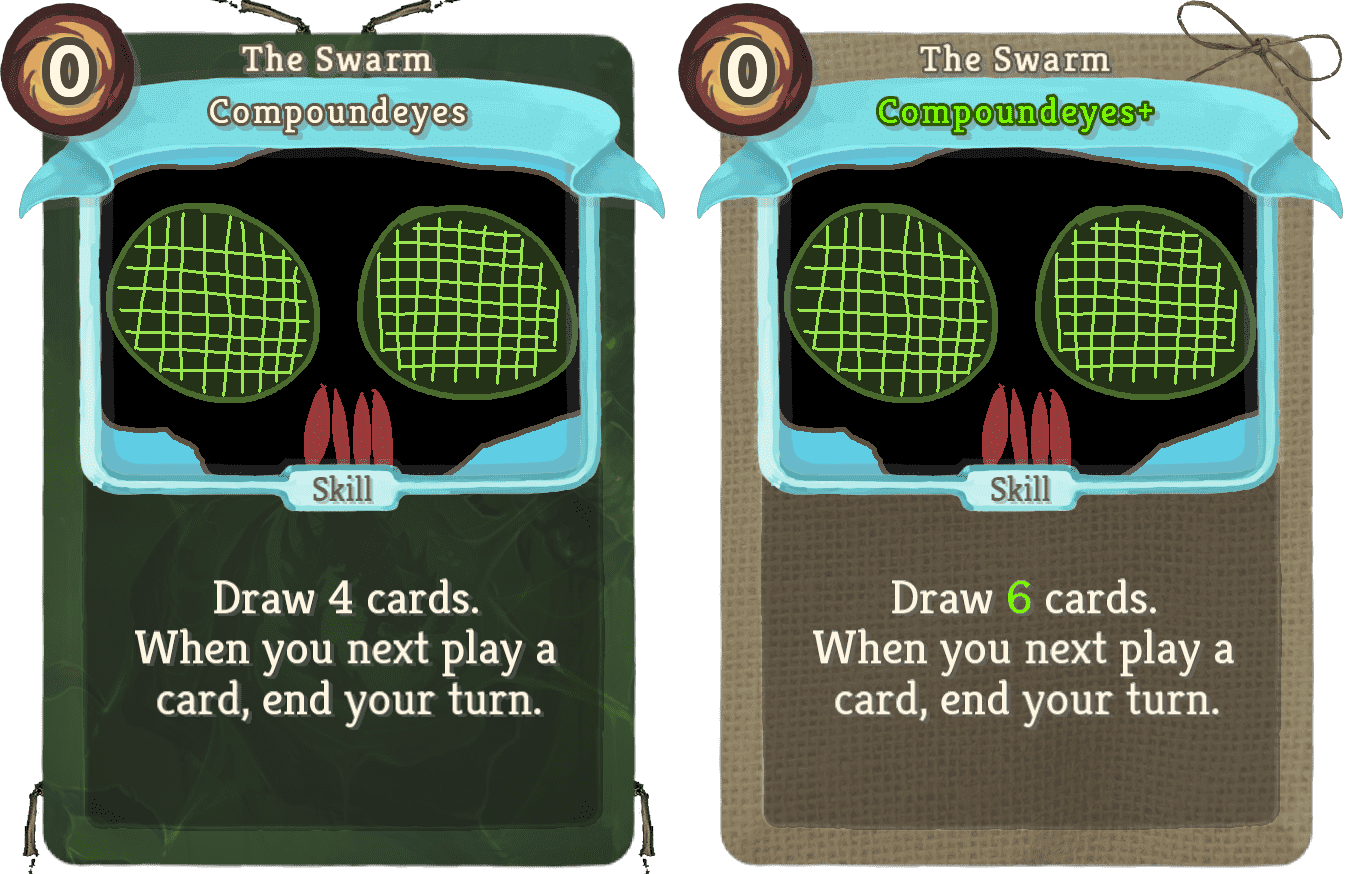 0
The Swarm
Compoundeyes
Skill
Draw 4 cards.
When you next play a
card, end your turn.
0
The Swarm
Compoundeyes+
Skill
Draw 6 cards.
When you next play a
card, end your turn.